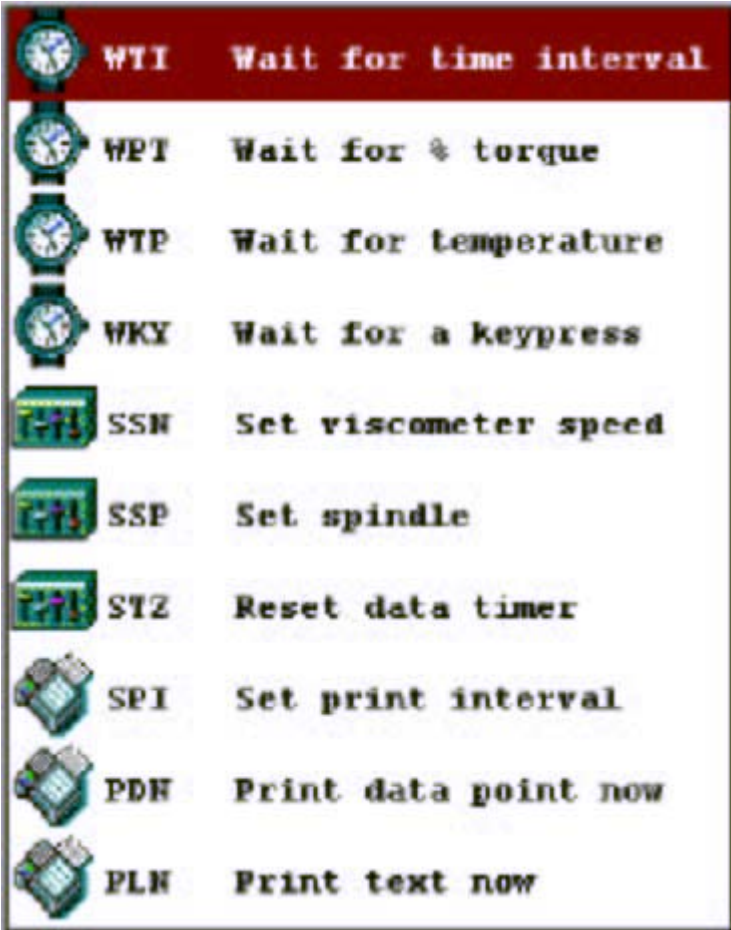 WTI Wait for time interval
WPT Wait for % torque
WTP Wait for temperature
WKY Wait for a keypress
SSN Set viscometer speed
SSP Set spindle
STZ Reset data timer
SPI Set print interval
PDN Print data point now
PLN Print text now